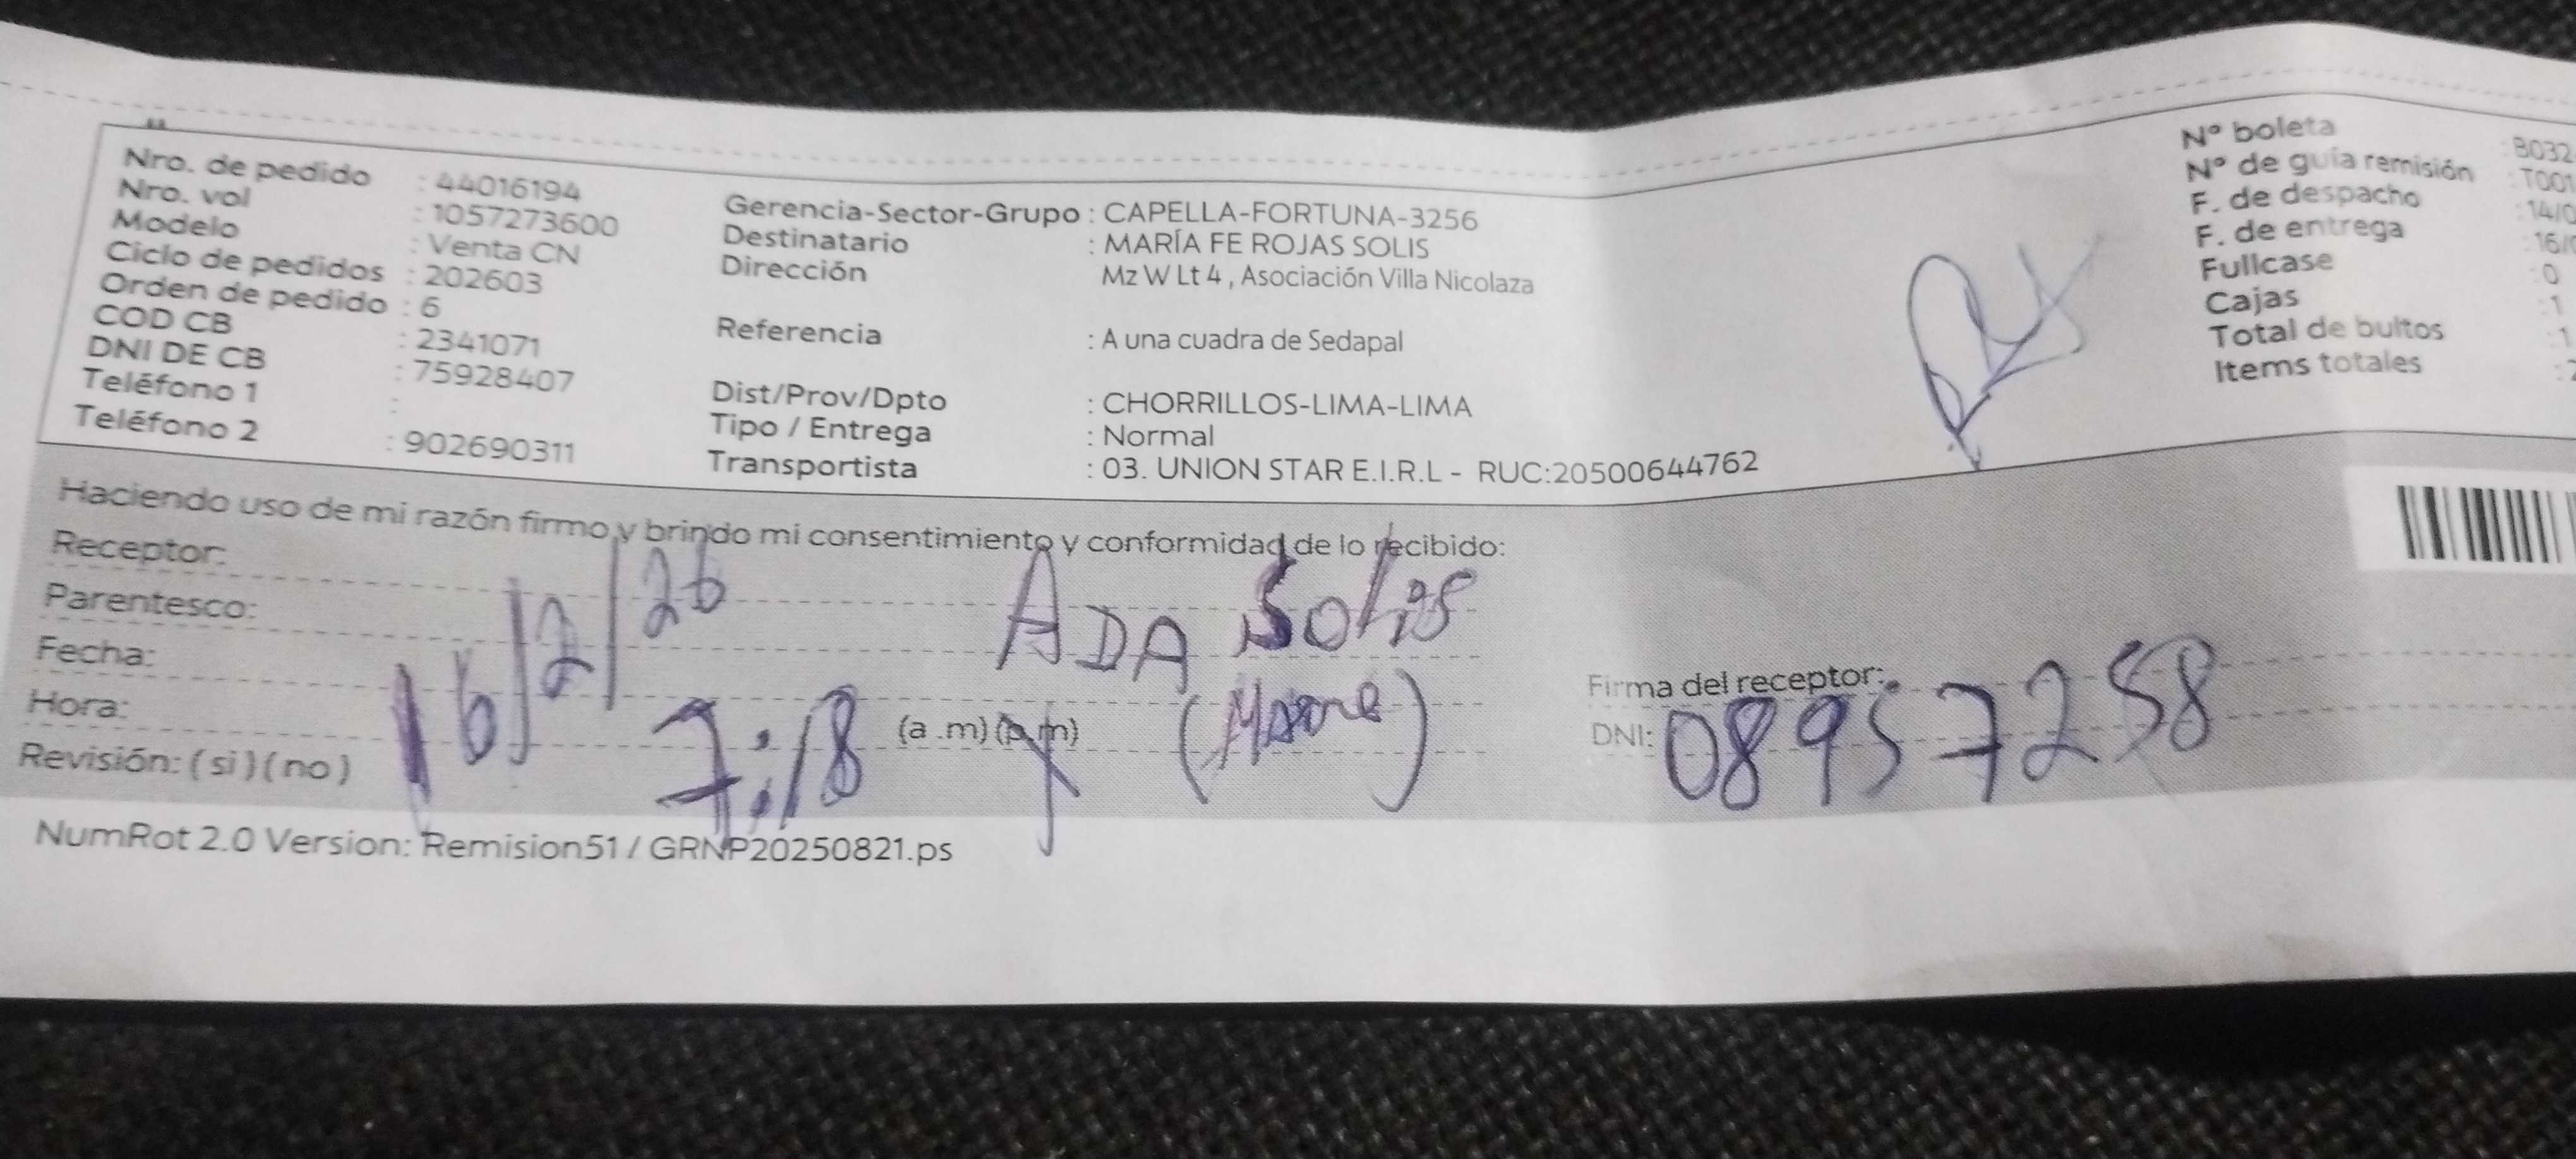 Nro. de pedido : 44016194
Nro. vol : 1057273600
Modelo : Venta CN
Ciclo de pedidos : 202603
Orden de pedido : 6
COD CB : 2341071
DNI DE CB : 75928407
Teléfono 1 :
Teléfono 2 : 902690311
Gerencia-Sector-Grupo : CAPELLA-FORTUNA-3256
Destinatario : MARÍA FE ROJAS SOLIS
Dirección Mz W Lt 4 , Asociación Villa Nicolaza
Referencia : A una cuadra de Sedapal
Dist/Prov/Dpto : CHORRILLOS-LIMA-LIMA
Tipo / Entrega : Normal
Transportista : 03. UNION STAR E.I.R.L - RUC:20500644762
Nº boleta : B032
Nº de guía remisión : T001
F. de despacho : 14/0
F. de entrega : 16/
Fullcase : 0
Cajas : 1
Total de bultos : 1
Items totales :
Haciendo uso de mi razón firmo y brindo mi consentimiento y conformidad de lo recibido:
Receptor:
ADA Solis
Parentesco:
Fecha: 16/2/26
Hora: 7:18 (a .m) (p.m) (Madre)
Revisión: ( si ) ( no )
Firma del receptor:
DNI: 08957258
NumRot 2.0 Version: Remision51 / GRNP20250821.ps